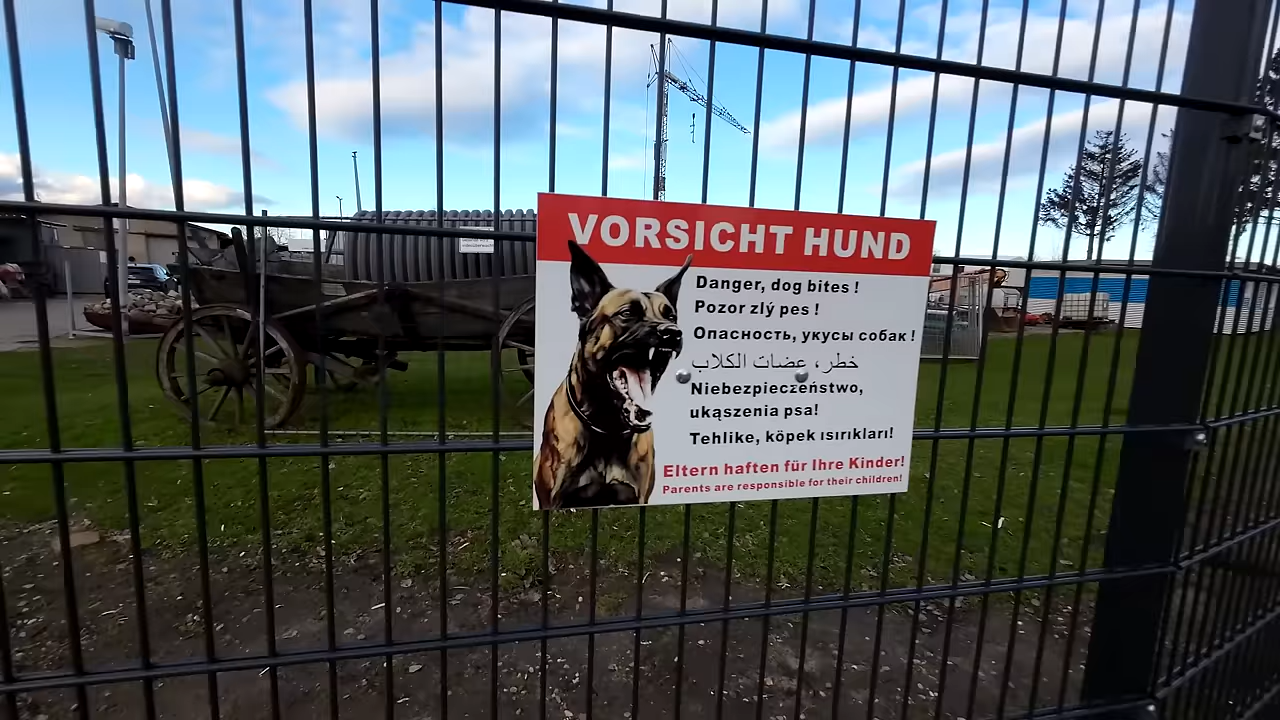 VORSICHT HUND
Danger, dog bites !
Pozor zlý pes !
Опасность, укусы собак !
خطر، عضات الكلاب
Niebezpieczeństwo,
ukąszenia psa!
Tehlike, köpek ısırıkları!
Eltern haften für Ihre Kinder!
Parents are responsible for their children!